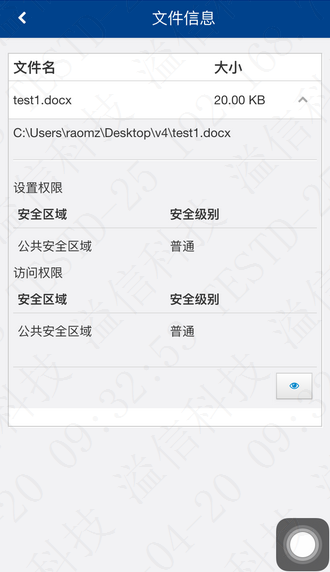 文件信息
文件名 大小
test1.docx 20.00 KB
C:\Users\raomz\Desktop\v4\test1.docx
设置权限
安全区域 安全级别
公共安全区域 普通
访问权限
安全区域 安全级别
公共安全区域 普通